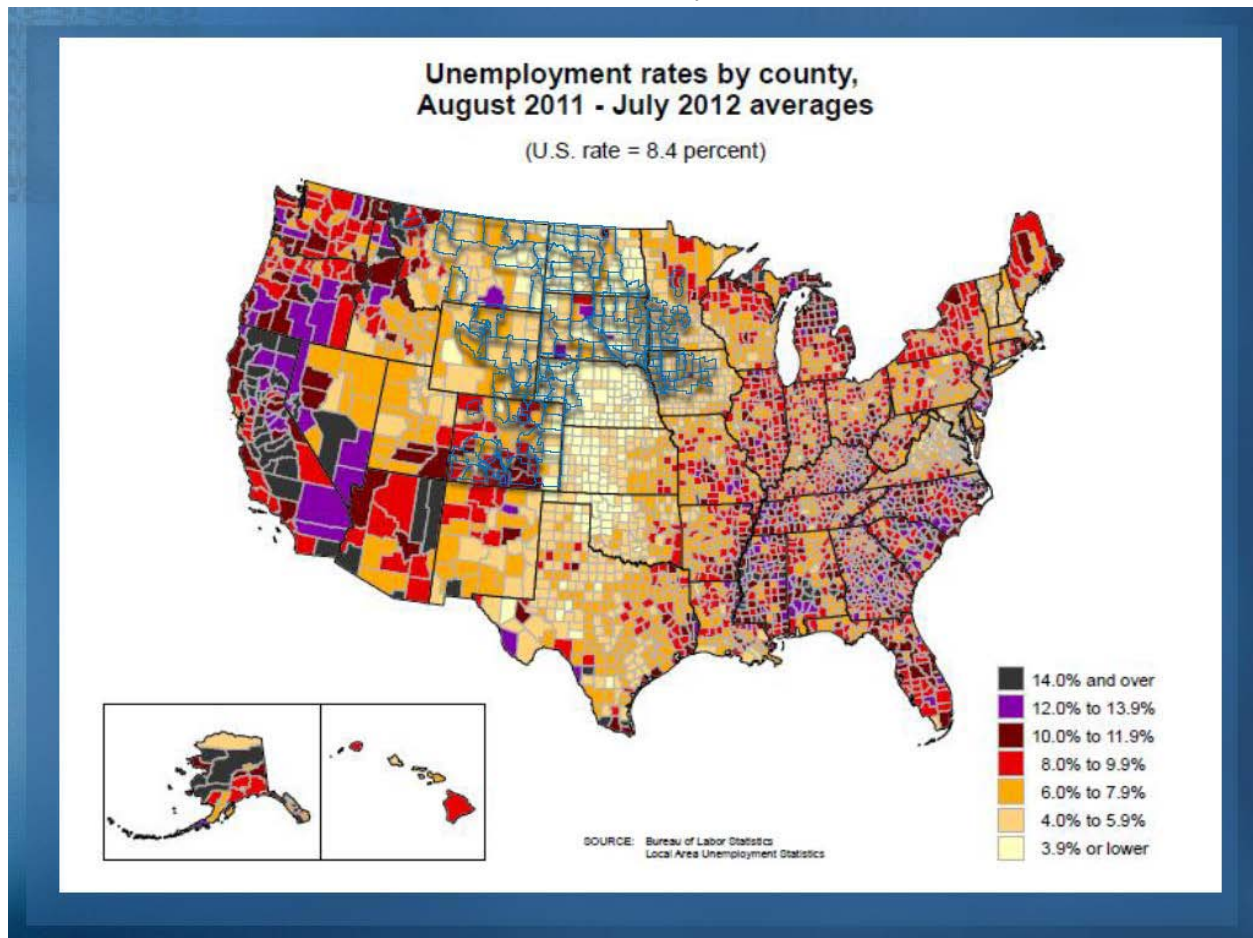 Unemployment rates by county,
August 2011 - July 2012 averages
(U.S. rate = 8.4 percent)
14.0% and over
12.0% to 13.9%
10.0% to 11.9%
8.0% to 9.9%
6.0% to 7.9%
4.0% to 5.9%
3.9% or lower
SOURCE: Bureau of Labor Statistics
Local Area Unemployment Statistics